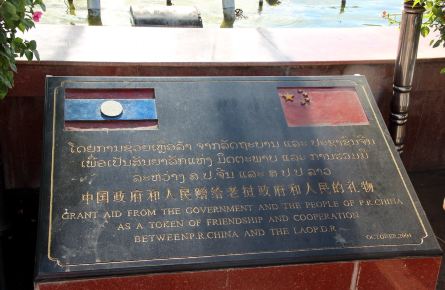 ໂດຍການຊ່ວຍເຫຼືອລ້າ ຈາກລັດຖະບານ ແລະ ປະຊາຊົນຈີນ
ເພື່ອເປັນສັນຍາລັກແຫ່ງ ມິດຕະພາບ ແລະ ການຮ່ວມມື
ລະຫວ່າງ ສ.ປ.ຈີນ ແລະ ສ.ປ.ປ.ລາວ
中国政府和人民赠给老挝政府和人民的礼物
GRANT AID FROM THE GOVERNMENT AND THE PEOPLE OF P.R.CHINA
AS A TOKEN OF FRIENDSHIP AND COOPERATION
BETWEEN P.R.CHINA AND THE LAO P.D.R
OCTOBER,2004